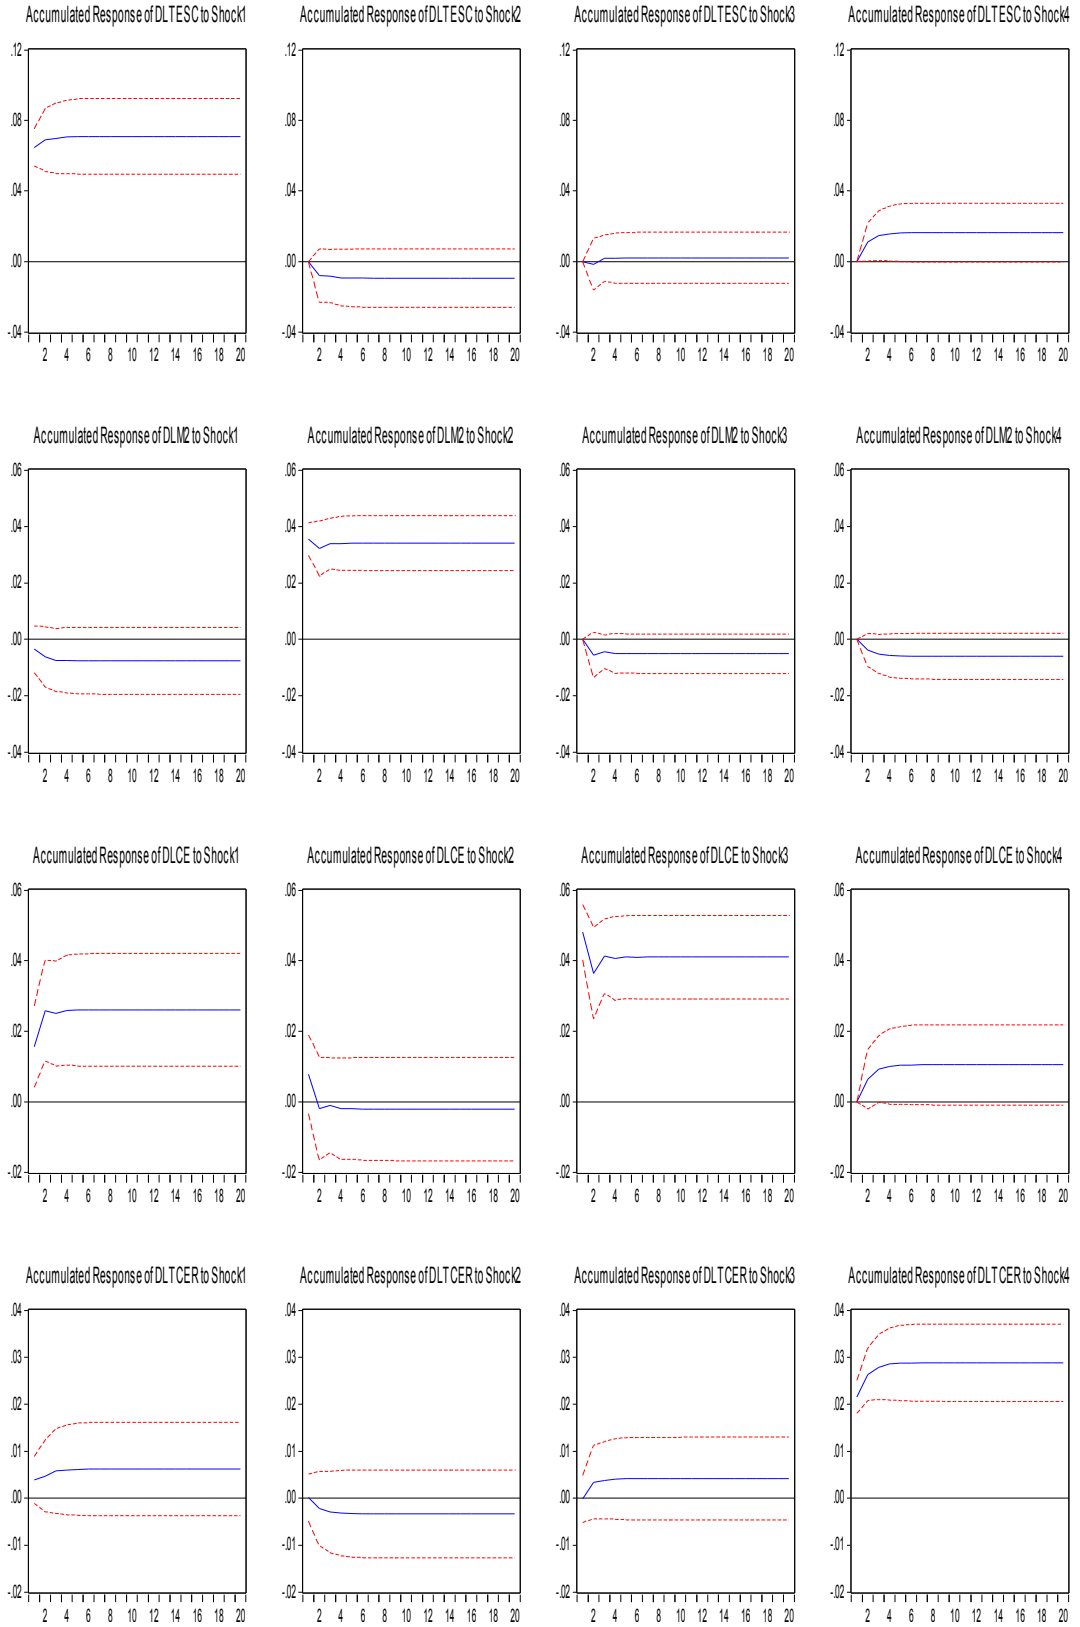 Accumulated Response of DLTESC to Shock1
Accumulated Response of DLTESC to Shock2
Accumulated Response of DLTESC to Shock3
Accumulated Response of DLTESC to Shock4
.12 .12 .12 .12
.08 .08 .08 .08
.04 .04 .04 .04
.00 .00 .00 .00
-.04 -.04 -.04 -.04
2 4 6 8 10 12 14 16 18 20
2 4 6 8 10 12 14 16 18 20
2 4 6 8 10 12 14 16 18 20
2 4 6 8 10 12 14 16 18 20
Accumulated Response of DLM2 to Shock1
Accumulated Response of DLM2 to Shock2
Accumulated Response of DLM2 to Shock3
Accumulated Response of DLM2 to Shock4
.06 .06 .06 .06
.04 .04 .04 .04
.02 .02 .02 .02
.00 .00 .00 .00
-.02 -.02 -.02 -.02
-.04 -.04 -.04 -.04
2 4 6 8 10 12 14 16 18 20
2 4 6 8 10 12 14 16 18 20
2 4 6 8 10 12 14 16 18 20
2 4 6 8 10 12 14 16 18 20
Accumulated Response of DLCE to Shock1
Accumulated Response of DLCE to Shock2
Accumulated Response of DLCE to Shock3
Accumulated Response of DLCE to Shock4
.06 .06 .06 .06
.04 .04 .04 .04
.02 .02 .02 .02
.00 .00 .00 .00
-.02 -.02 -.02 -.02
2 4 6 8 10 12 14 16 18 20
2 4 6 8 10 12 14 16 18 20
2 4 6 8 10 12 14 16 18 20
2 4 6 8 10 12 14 16 18 20
Accumulated Response of DLTCER to Shock1
Accumulated Response of DLTCER to Shock2
Accumulated Response of DLTCER to Shock3
Accumulated Response of DLTCER to Shock4
.04 .04 .04 .04
.03 .03 .03 .03
.02 .02 .02 .02
.01 .01 .01 .01
.00 .00 .00 .00
-.01 -.01 -.01 -.01
-.02 -.02 -.02 -.02
2 4 6 8 10 12 14 16 18 20
2 4 6 8 10 12 14 16 18 20
2 4 6 8 10 12 14 16 18 20
2 4 6 8 10 12 14 16 18 20